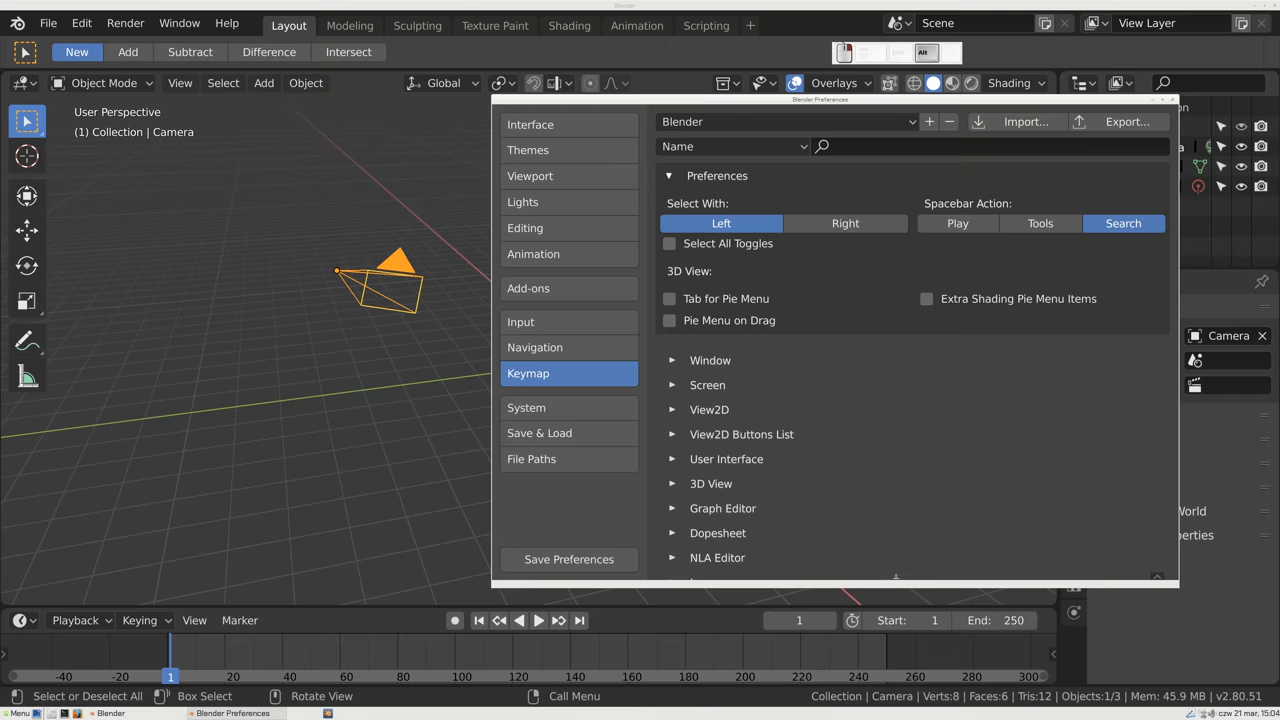 Blender
File Edit Render Window Help Layout Modeling Sculpting Texture Paint Shading Animation Scripting + Scene View Layer
New Add Subtract Difference Intersect Alt
Object Mode View Select Add Object Global Overlays Shading
User Perspective
(1) Collection | Camera
Blender Preferences
Interface
Themes
Viewport
Lights
Editing
Animation
Add-ons
Input
Navigation
Keymap
System
Save & Load
File Paths
Save Preferences
Blender Import... Export...
Name
Preferences
Select With: Spacebar Action:
Left Right Play Tools Search
Select All Toggles
3D View:
Tab for Pie Menu Extra Shading Pie Menu Items
Pie Menu on Drag
Window
Screen
View2D
View2D Buttons List
User Interface
3D View
Graph Editor
Dopesheet
NLA Editor
Camera
Playback Keying View Marker 1 Start: 1 End: 250
-40 -20 1 20 40 60 80 100 120 140 160 180 200 220 240 260 280 300
Select or Deselect All Box Select Rotate View Call Menu Collection | Camera | Verts:8 | Faces:6 | Tris:12 | Objects:1/3 | Mem: 45.9 MB | v2.80.51
Menu Blender Blender Preferences czw 21 mar, 15:04